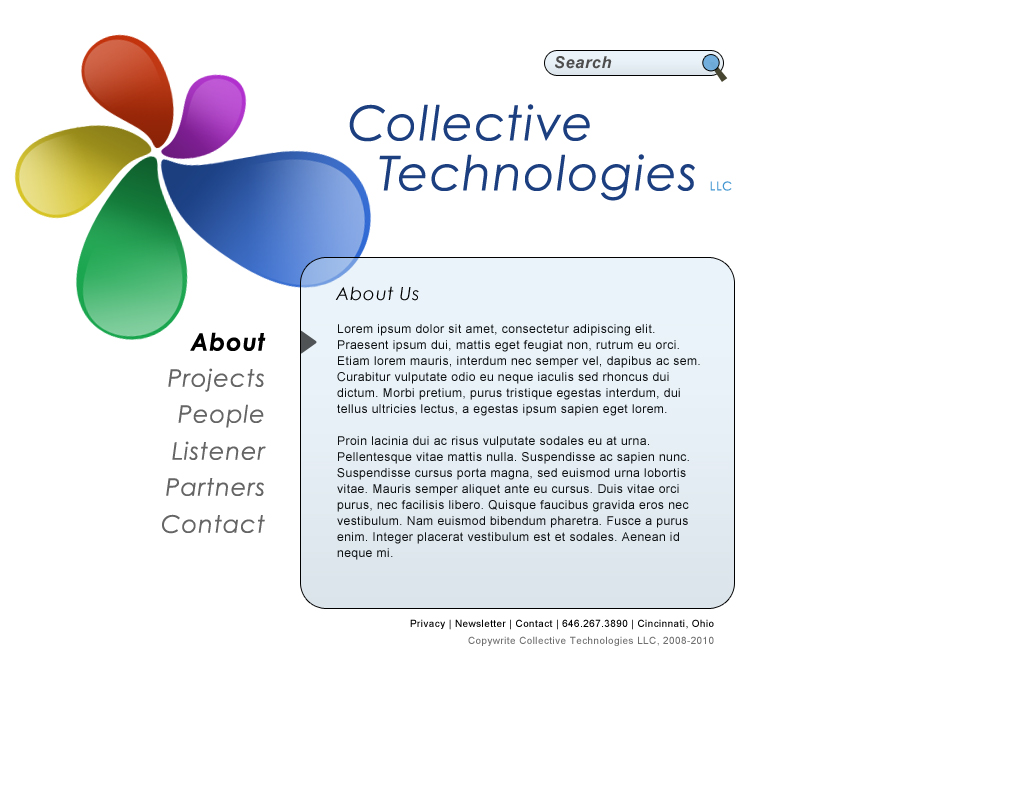 Search
Collective
Technologies LLC
About Us
Lorem ipsum dolor sit amet, consectetur adipiscing elit.
Praesent ipsum dui, mattis eget feugiat non, rutrum eu orci.
Etiam lorem mauris, interdum nec semper vel, dapibus ac sem.
Curabitur vulputate odio eu neque iaculis sed rhoncus dui
dictum. Morbi pretium, purus tristique egestas interdum, dui
tellus ultricies lectus, a egestas ipsum sapien eget lorem.
Proin lacinia dui ac risus vulputate sodales eu at urna.
Pellentesque vitae mattis nulla. Suspendisse ac sapien nunc.
Suspendisse cursus porta magna, sed euismod urna lobortis
vitae. Mauris semper aliquet ante eu cursus. Duis vitae orci
purus, nec facilisis libero. Quisque faucibus gravida eros nec
vestibulum. Nam euismod bibendum pharetra. Fusce a purus
enim. Integer placerat vestibulum est et sodales. Aenean id
neque mi.
About
Projects
People
Listener
Partners
Contact
Privacy | Newsletter | Contact | 646.267.3890 | Cincinnati, Ohio
Copywrite Collective Technologies LLC, 2008-2010